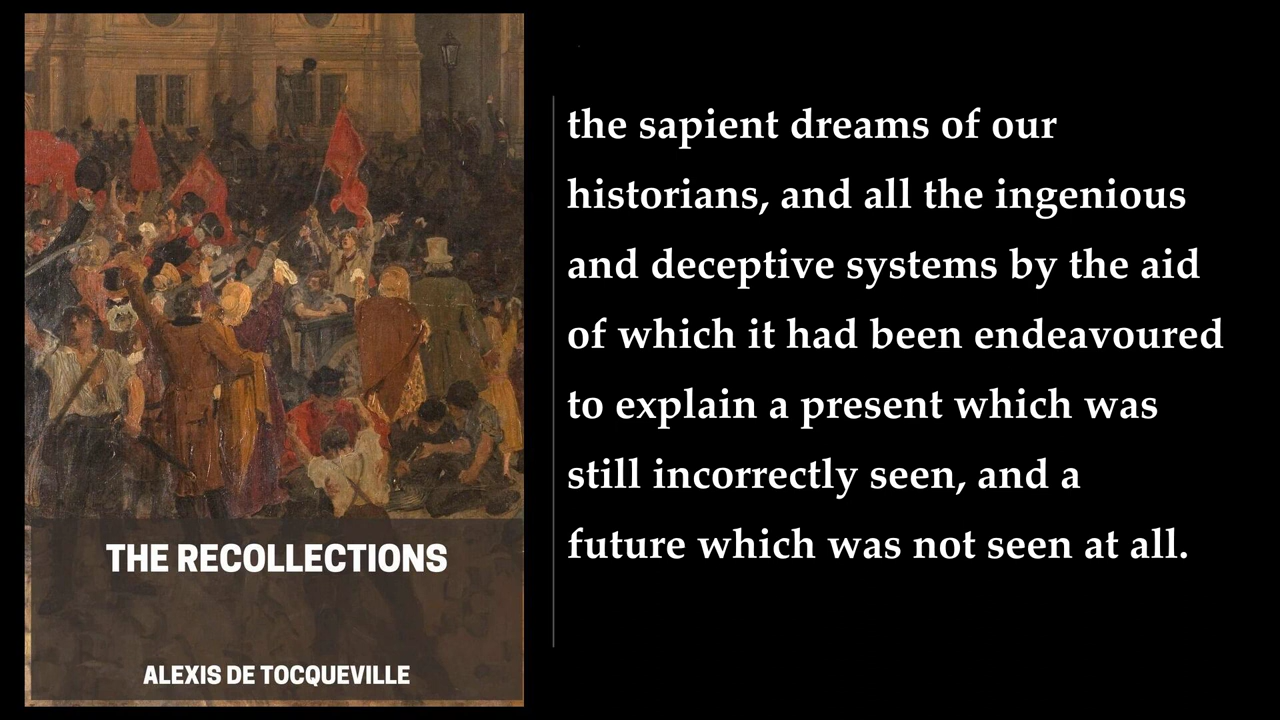 the sapient dreams of our
historians, and all the ingenious
and deceptive systems by the aid
of which it had been endeavoured
to explain a present which was
still incorrectly seen, and a
future which was not seen at all.
THE RECOLLECTIONS
ALEXIS DE TOCQUEVILLE